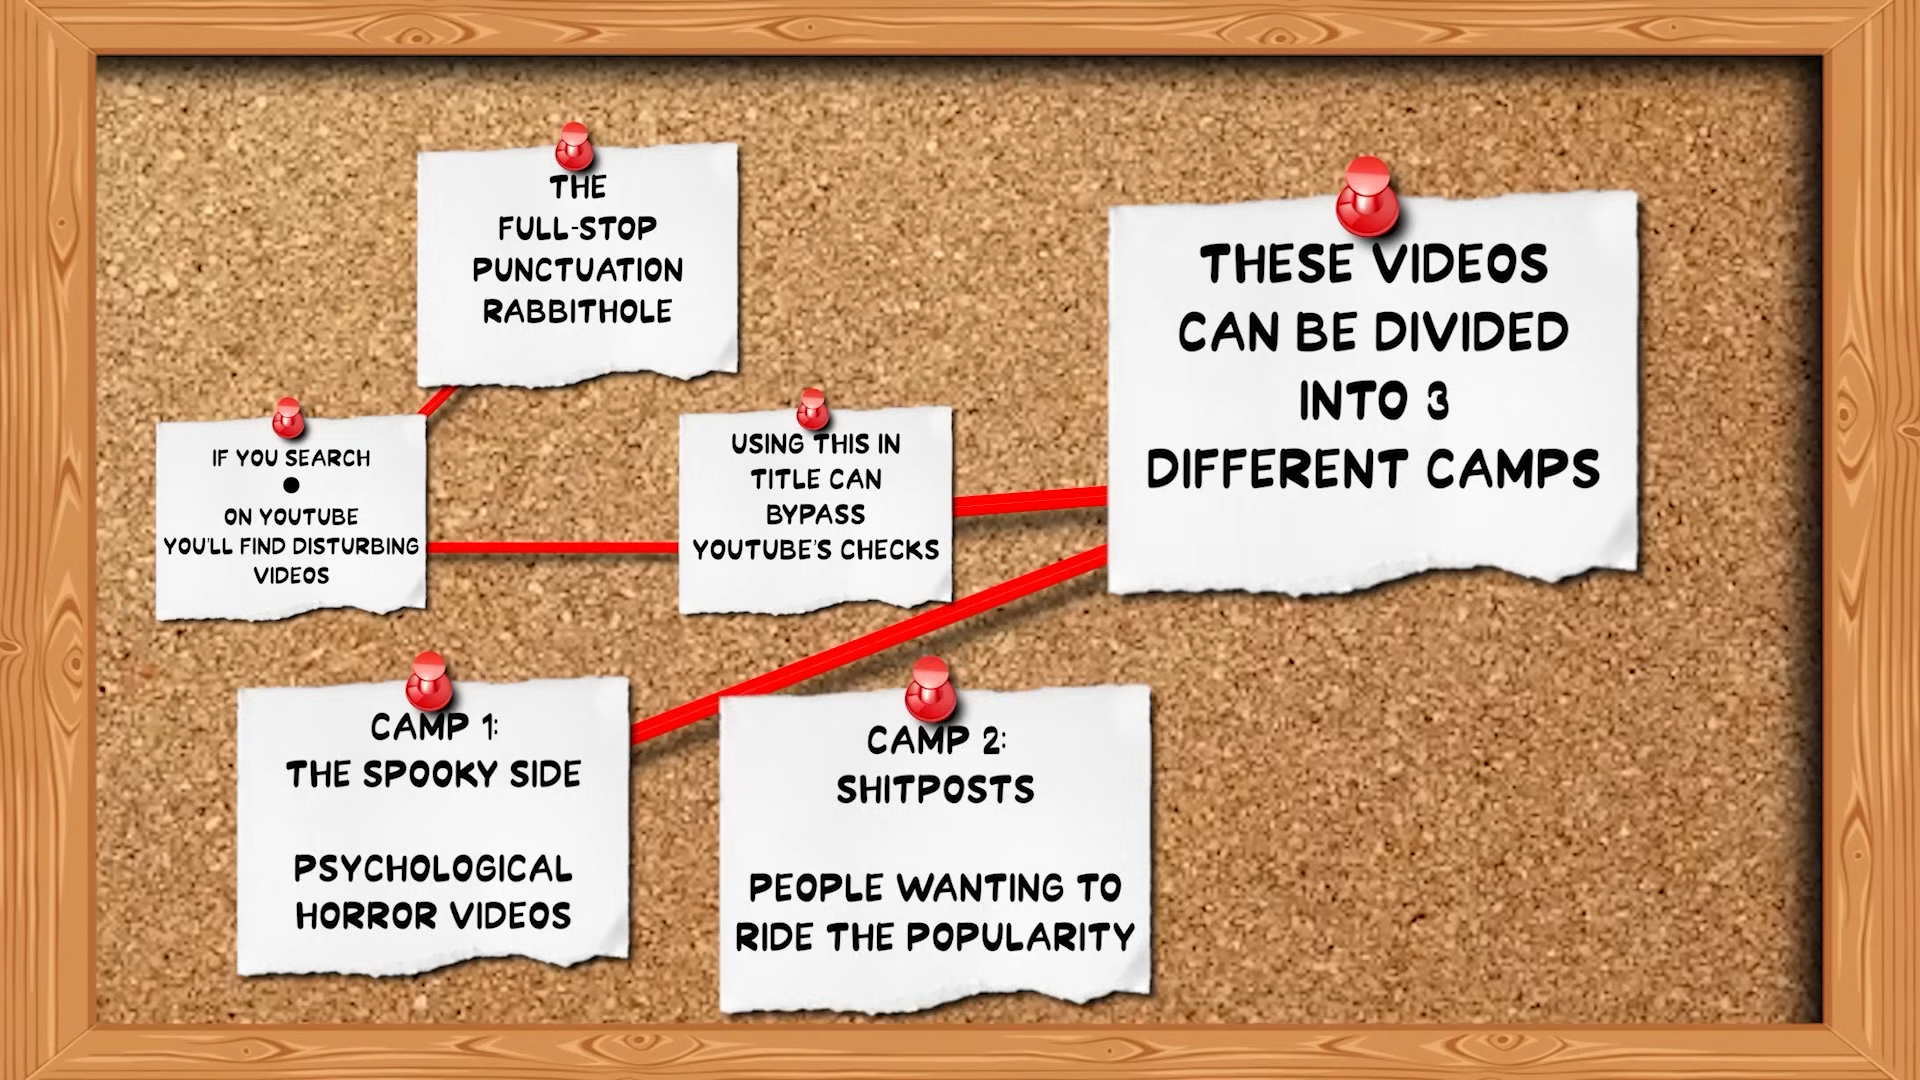 THE
FULL-STOP
PUNCTUATION
RABBITHOLE
IF YOU SEARCH
●
ON YOUTUBE
YOU'LL FIND DISTURBING
VIDEOS
USING THIS IN
TITLE CAN
BYPASS
YOUTUBE'S CHECKS
THESE VIDEOS
CAN BE DIVIDED
INTO 3
DIFFERENT CAMPS
CAMP 1:
THE SPOOKY SIDE
PSYCHOLOGICAL
HORROR VIDEOS
CAMP 2:
SHITPOSTS
PEOPLE WANTING TO
RIDE THE POPULARITY